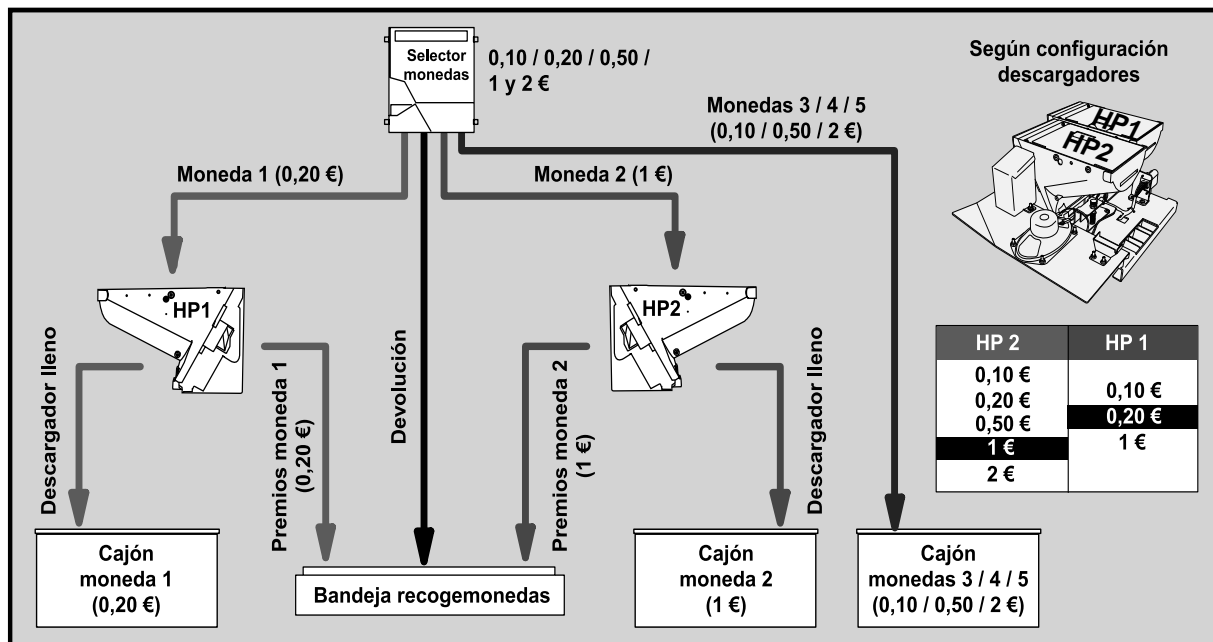 Selector
monedas
0,10 / 0,20 / 0,50 /
1 y 2 €
Según configuración
descargadores
HP1
HP2
Monedas 3 / 4 / 5
(0,10 / 0,50 / 2 €)
Moneda 1 (0,20 €)
Moneda 2 (1 €)
HP1
HP2
Descargador lleno
Premios moneda 1
(0,20 €)
Devolución
Premios moneda 2
(1 €)
Descargador lleno
HP 2
HP 1
0,10 €
0,20 €
0,50 €
1 €
2 €
0,10 €
0,20 €
1 €
Cajón
moneda 1
(0,20 €)
Bandeja recogemonedas
Cajón
moneda 2
(1 €)
Cajón
monedas 3 / 4 / 5
(0,10 / 0,50 / 2 €)